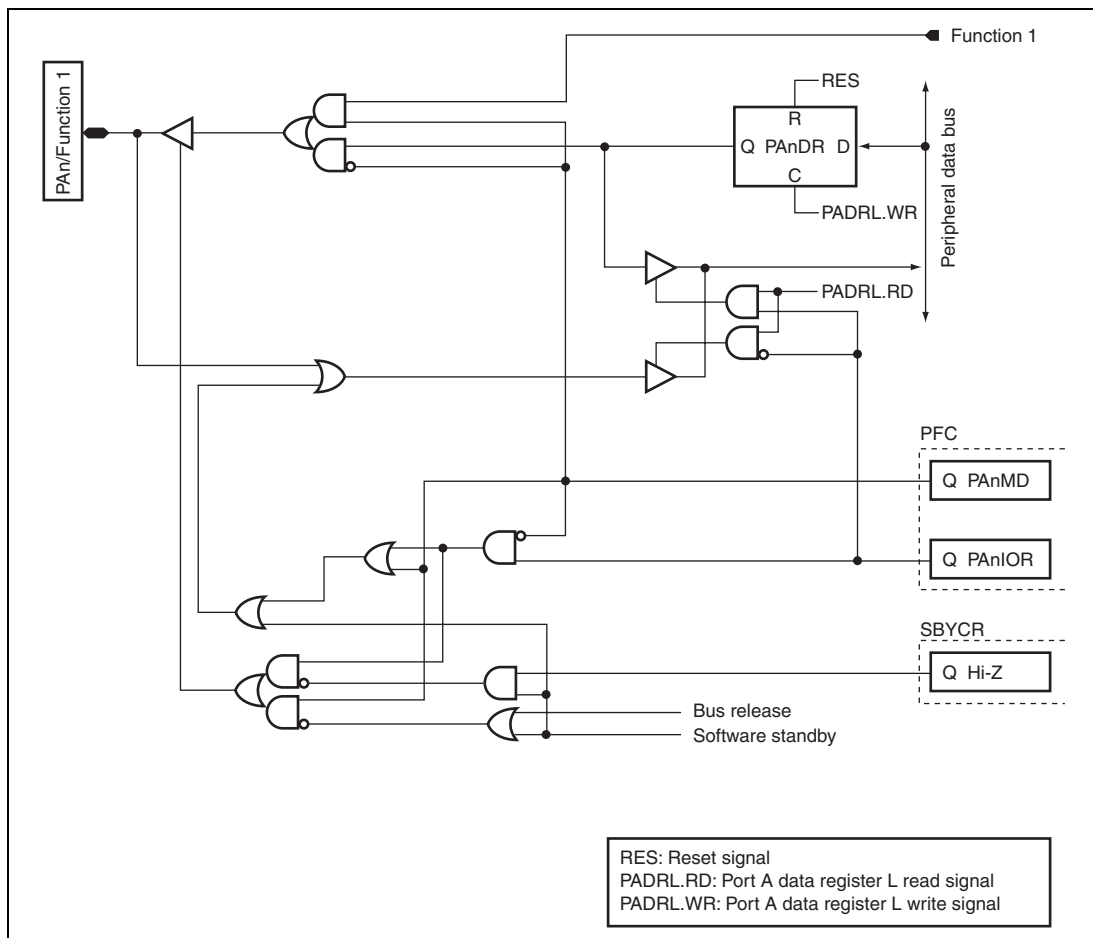 Function 1
PAn/Function 1
RES
R
Q PAnDR D
C
PADRL.WR
Peripheral data bus
PADRL.RD
PFC
Q PAnMD
Q PAnIOR
SBYCR
Q Hi-Z
Bus release
Software standby
RES: Reset signal
PADRL.RD: Port A data register L read signal
PADRL.WR: Port A data register L write signal